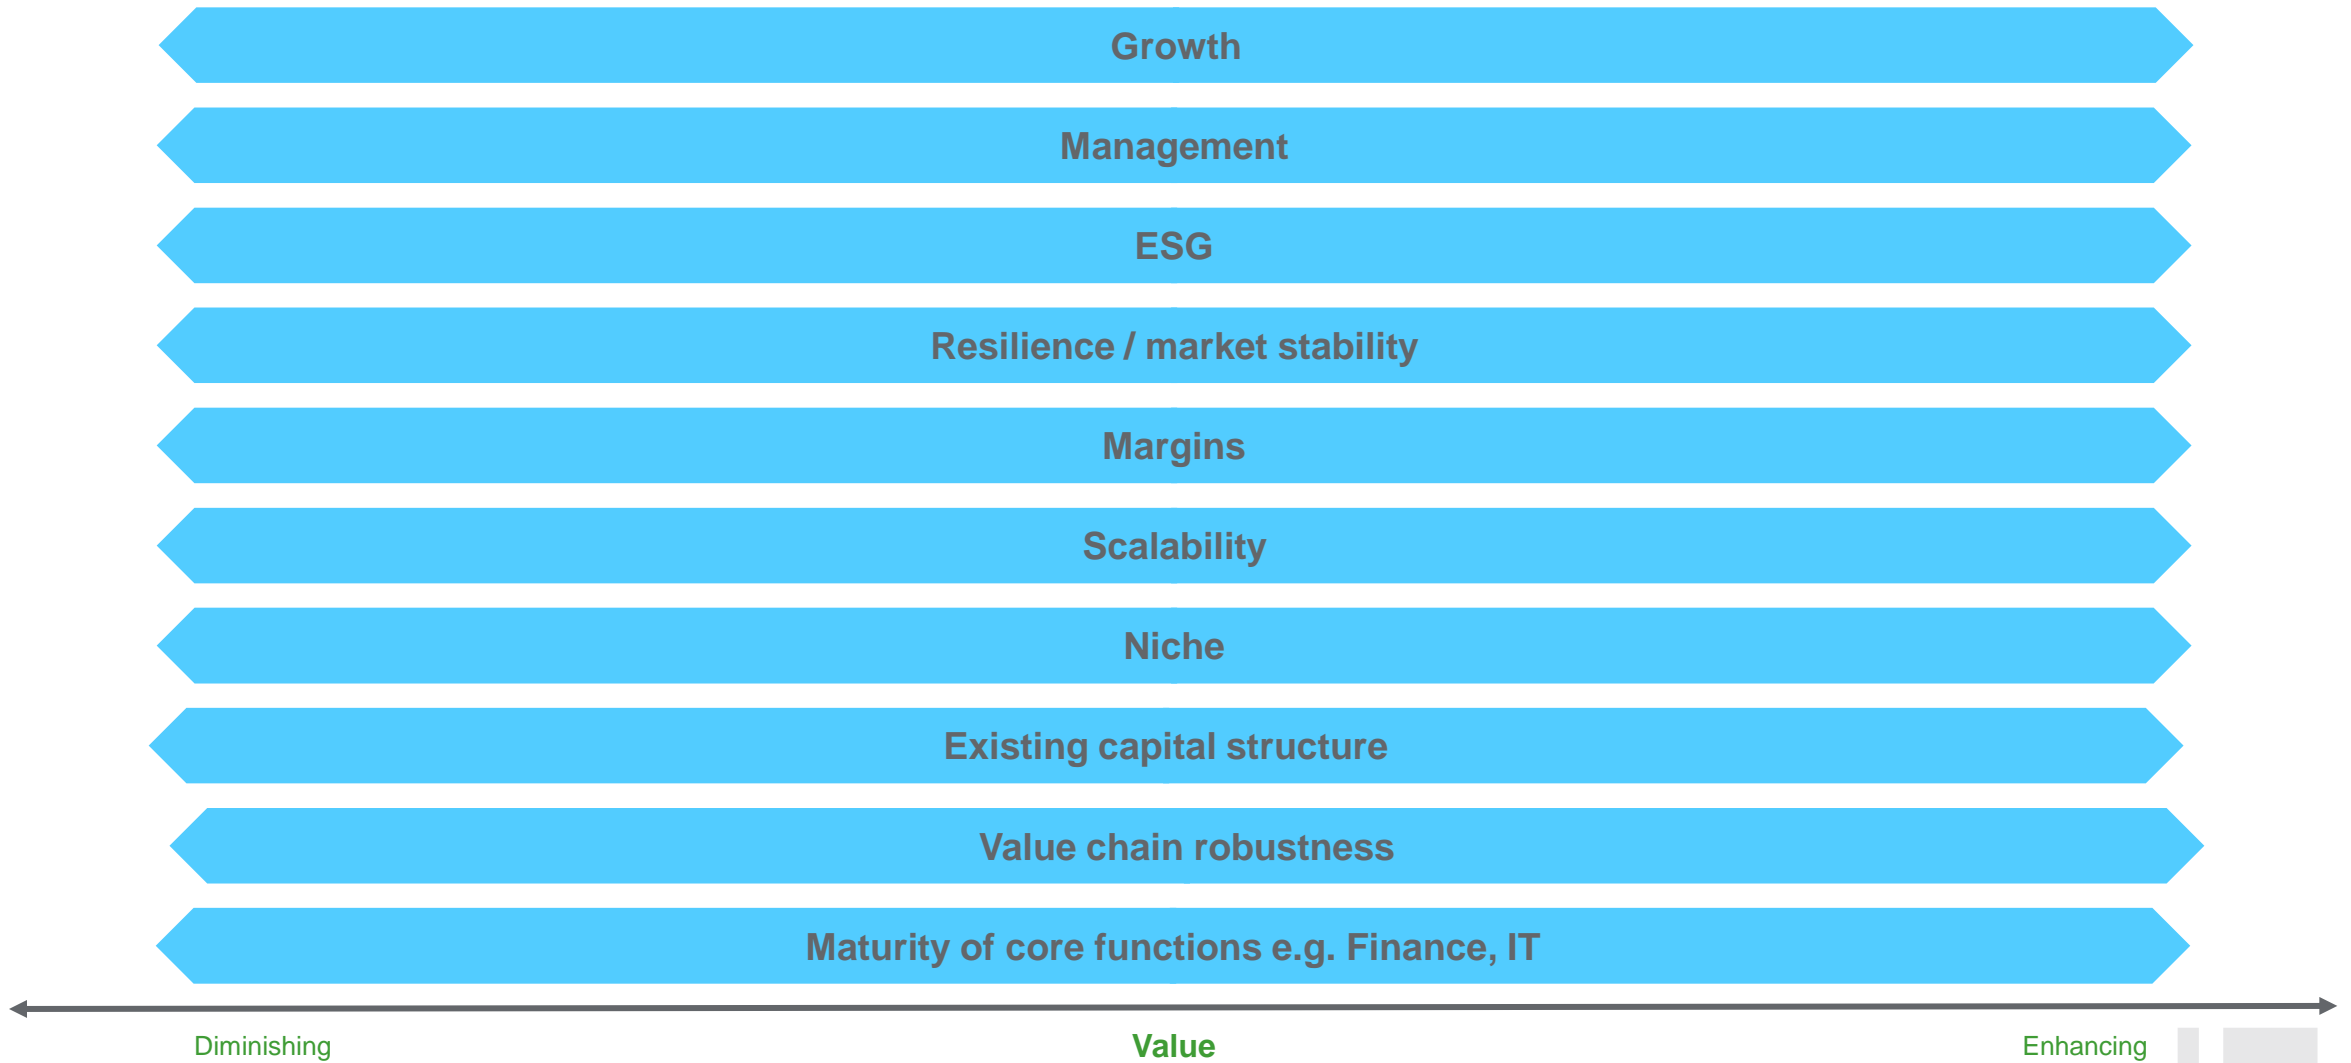 Growth
Management
ESG
Resilience / market stability
Margins
Scalability
Niche
Existing capital structure
Value chain robustness
Maturity of core functions e.g. Finance, IT
Diminishing Value Enhancing